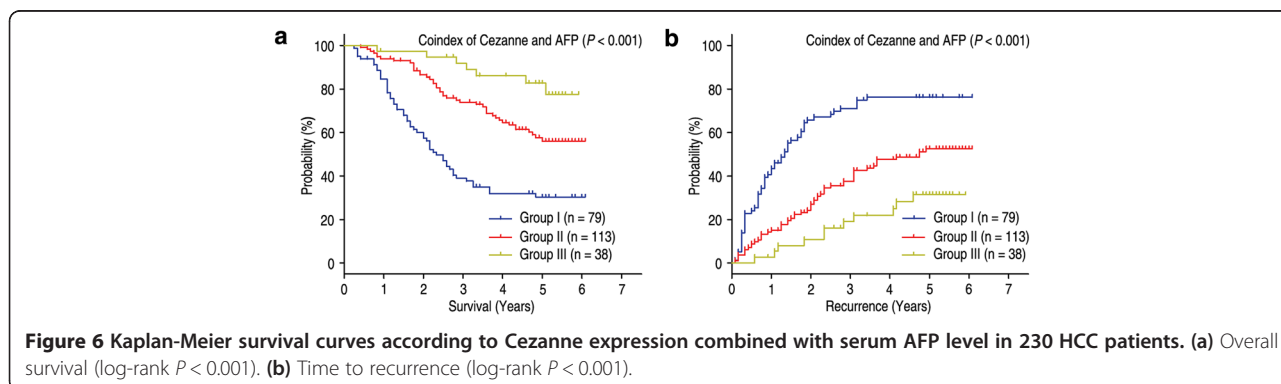 a
Coindex of Cezanne and AFP (P < 0.001)
100
80
60
40
20
0
Probability (%)
Group I (n = 79)
Group II (n = 113)
Group III (n = 38)
0 1 2 3 4 5 6 7
Survival (Years)
b
Coindex of Cezanne and AFP (P < 0.001)
100
80
60
40
20
0
Probability (%)
Group I (n = 79)
Group II (n = 113)
Group III (n = 38)
0 1 2 3 4 5 6 7
Recurrence (Years)
Figure 6 Kaplan-Meier survival curves according to Cezanne expression combined with serum AFP level in 230 HCC patients. (a) Overall
survival (log-rank P < 0.001). (b) Time to recurrence (log-rank P < 0.001).